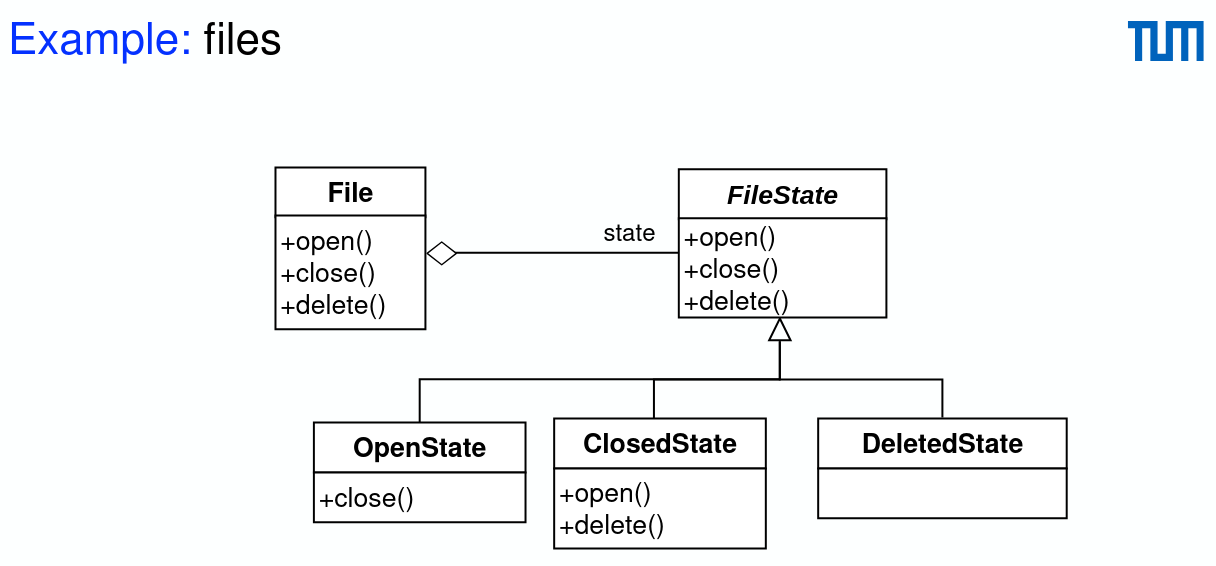 Example: files
TUM
File
+open()
+close()
+delete()
state
FileState
+open()
+close()
+delete()
OpenState
+close()
ClosedState
+open()
+delete()
DeletedState